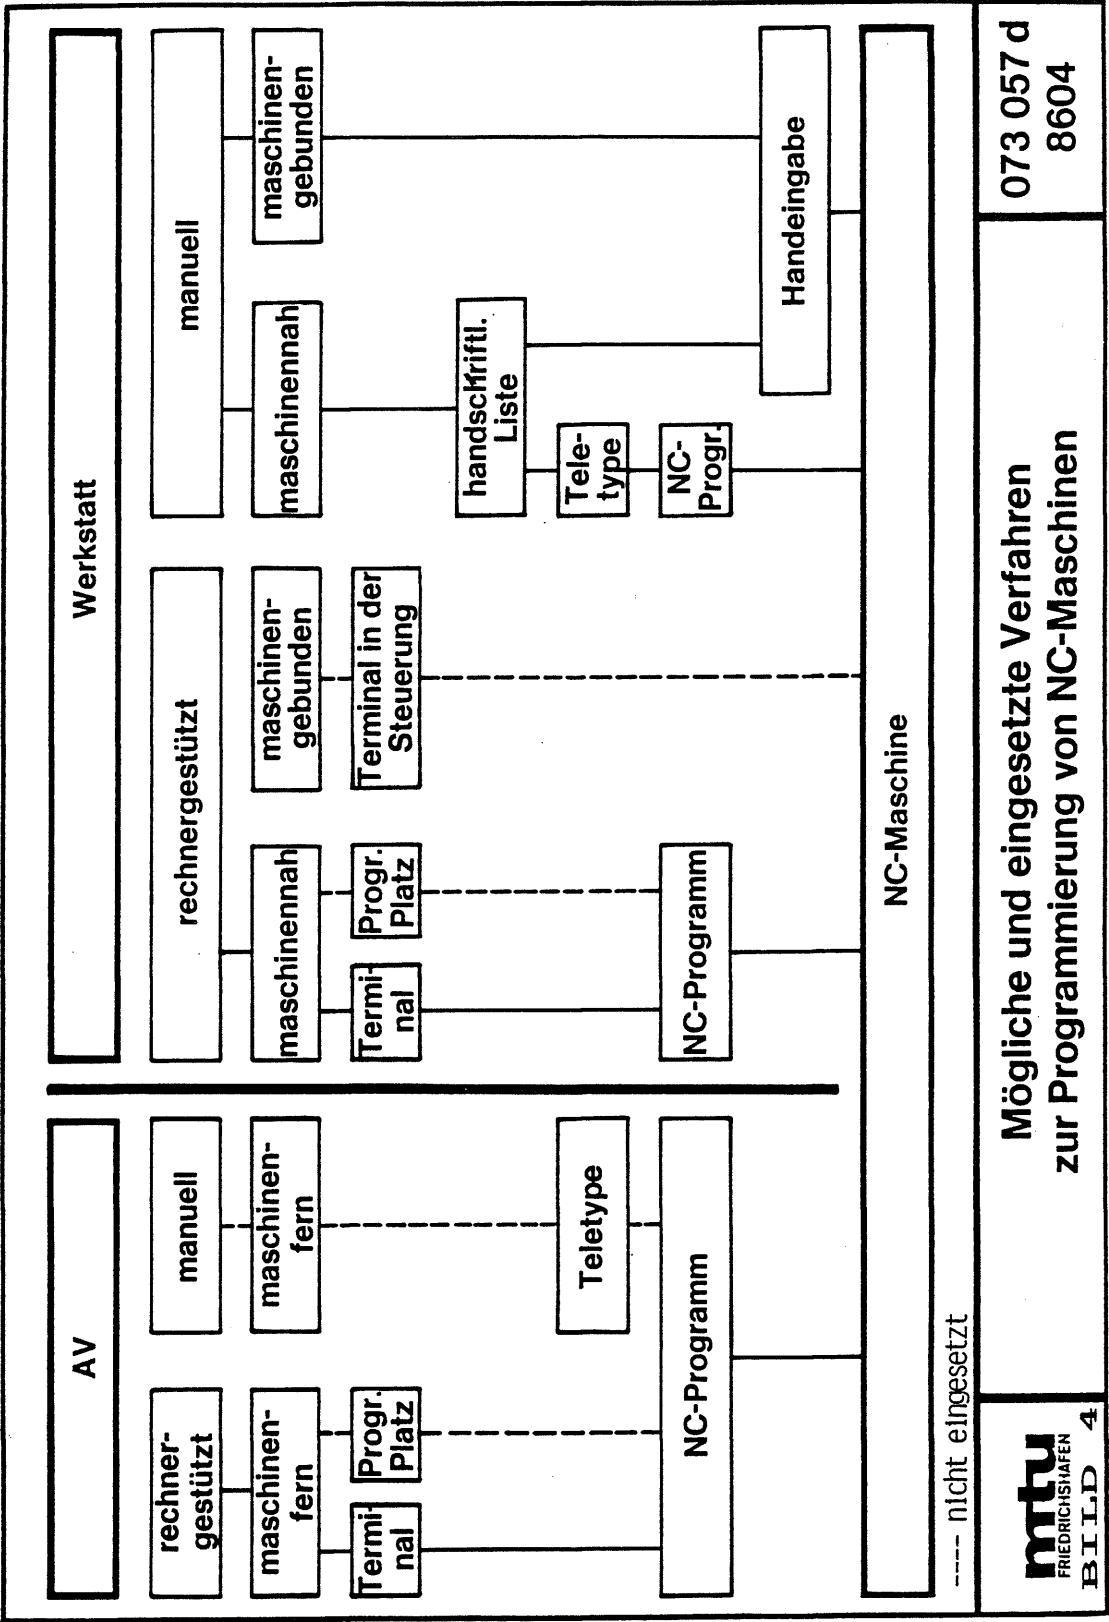 AV
Werkstatt
rechner-
gestützt
manuell
rechnergestützt
manuell
maschinen-
fern
maschinen-
fern
maschinennah
maschinen-
gebunden
maschinennah
maschinen-
gebunden
Termi-
nal
Progr.
Platz
Termi-
nal
Progr.
Platz
Terminal in der
Steuerung
handschriftl.
Liste
Teletype
Tele-
type
NC-Programm
NC-Programm
NC-
Progr.
Handeingabe
NC-Maschine
---- nicht eingesetzt
mtu
FRIEDRICHSHAFEN
BILD 4
Mögliche und eingesetzte Verfahren
zur Programmierung von NC-Maschinen
073 057 d
8604